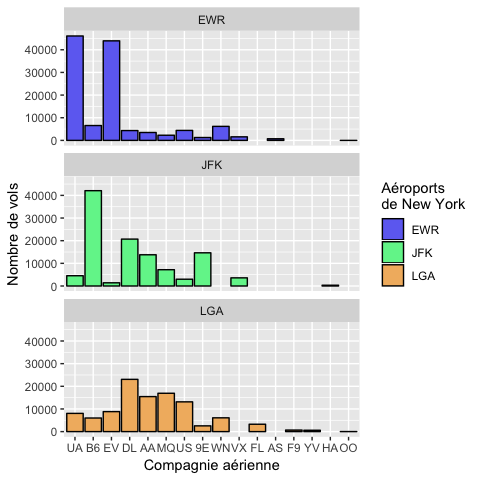 EWR
40000
30000
20000
10000
0
JFK
40000
30000
20000
10000
0
LGA
40000
30000
20000
10000
0
UA B6 EV DL AA MQ US 9E WN VX FL AS F9 YV HA OO
Compagnie aérienne
Nombre de vols
Aéroports
de New York
EWR
JFK
LGA